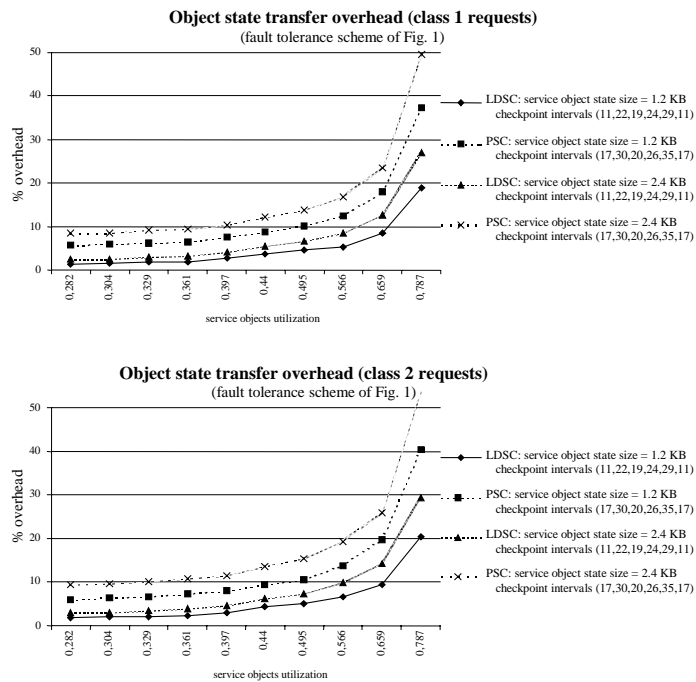 Object state transfer overhead (class 1 requests)
(fault tolerance scheme of Fig. 1)
% overhead
50
40
30
20
10
0
0,282
0,304
0,329
0,361
0,397
0,44
0,495
0,566
0,659
0,787
service objects utilization
LDSC: service object state size = 1.2 KB
checkpoint intervals (11,22,19,24,29,11)
PSC: service object state size = 1.2 KB
checkpoint intervals (17,30,20,26,35,17)
LDSC: service object state size = 2.4 KB
checkpoint intervals (11,22,19,24,29,11)
PSC: service object state size = 2.4 KB
checkpoint intervals (17,30,20,26,35,17)
Object state transfer overhead (class 2 requests)
(fault tolerance scheme of Fig. 1)
% overhead
50
40
30
20
10
0
0,282
0,304
0,329
0,361
0,397
0,44
0,495
0,566
0,659
0,787
service objects utilization
LDSC: service object state size = 1.2 KB
checkpoint intervals (11,22,19,24,29,11)
PSC: service object state size = 1.2 KB
checkpoint intervals (17,30,20,26,35,17)
LDSC: service object state size = 2.4 KB
checkpoint intervals (11,22,19,24,29,11)
PSC: service object state size = 2.4 KB
checkpoint intervals (17,30,20,26,35,17)